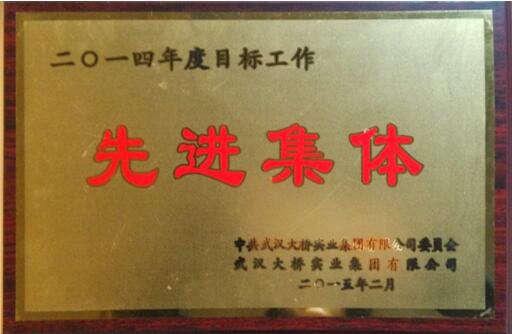 二〇一四年度目标工作
先进集体
中共武汉大桥实业集团有限公司委员会
武汉大桥实业集团有限公司
二〇一五年二月